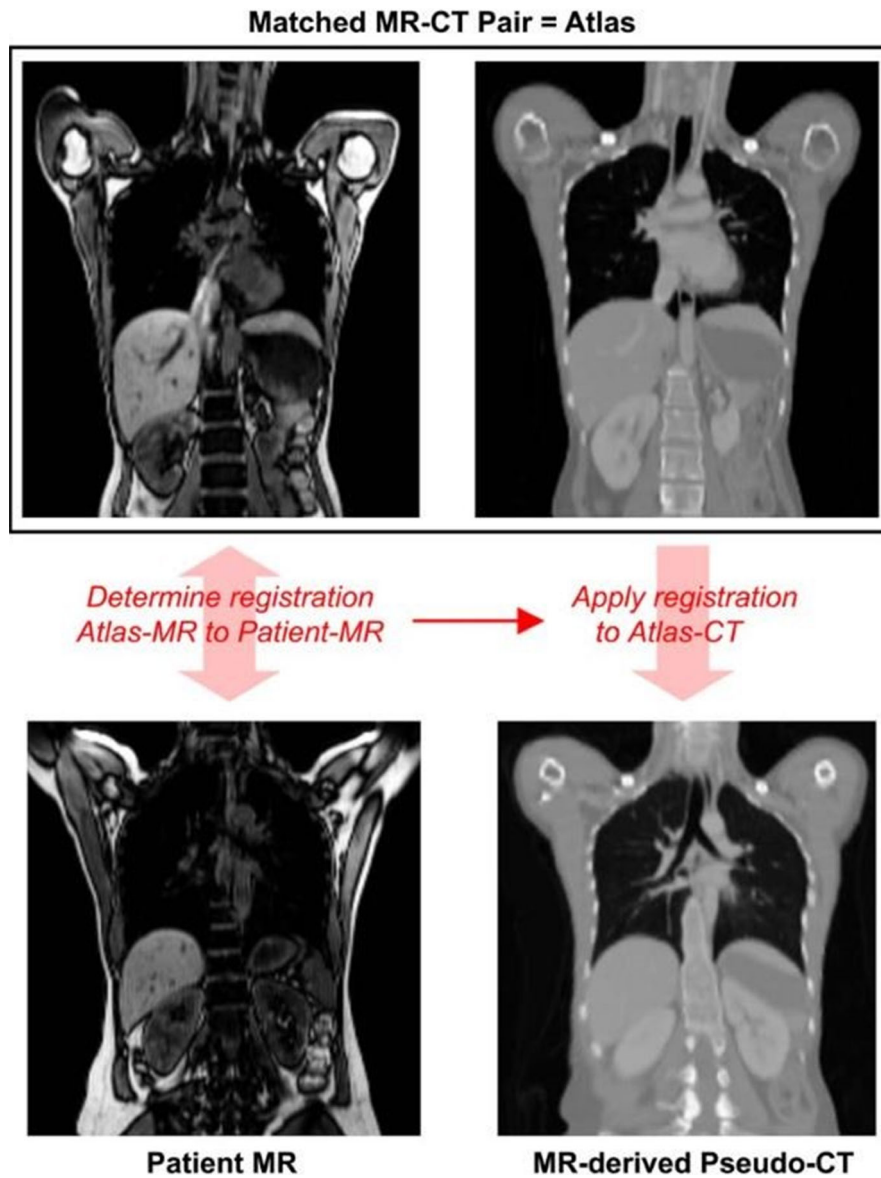 Matched MR-CT Pair = Atlas
Determine registration
Atlas-MR to Patient-MR
Apply registration
to Atlas-CT
Patient MR
MR-derived Pseudo-CT